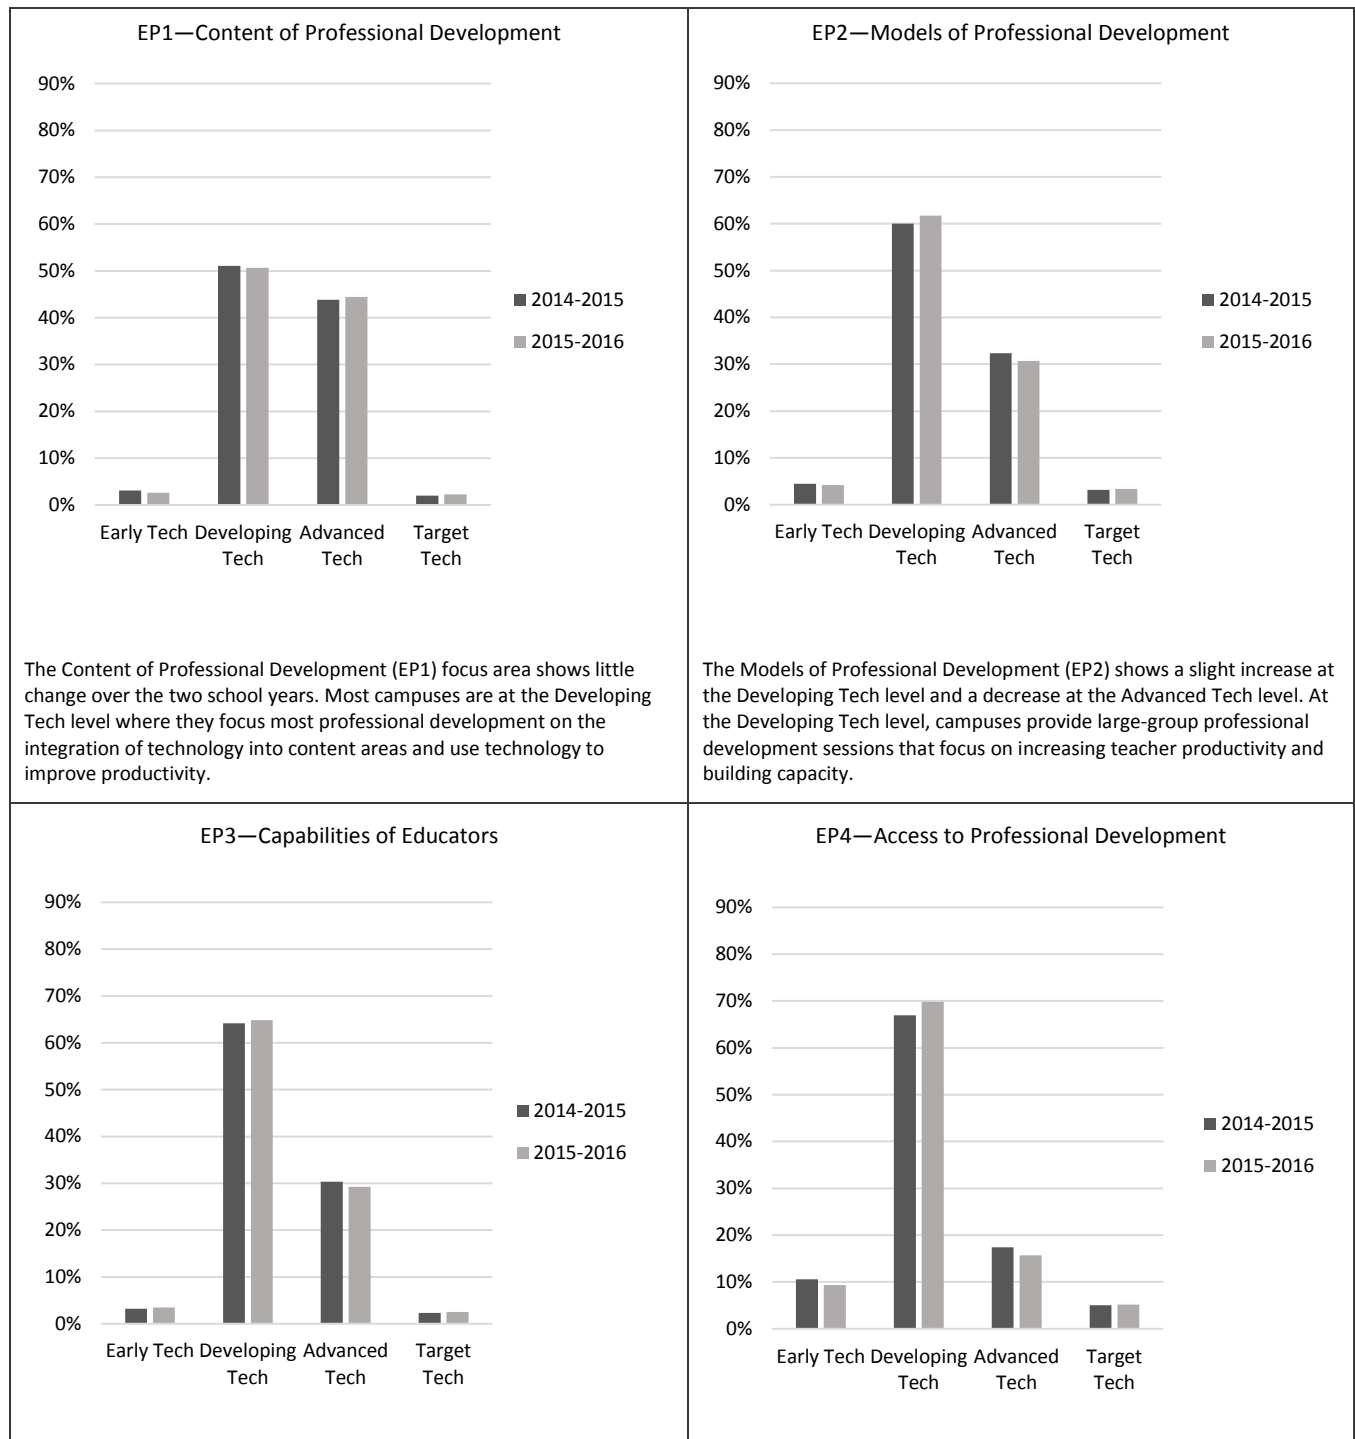 EP1—Content of Professional Development
90%
80%
70%
60%
50%
40%
30%
20%
10%
0%
Early Tech Developing Advanced Target
Tech Tech Tech
2014-2015
2015-2016
The Content of Professional Development (EP1) focus area shows little
change over the two school years. Most campuses are at the Developing
Tech level where they focus most professional development on the
integration of technology into content areas and use technology to
improve productivity.
EP2—Models of Professional Development
90%
80%
70%
60%
50%
40%
30%
20%
10%
0%
Early Tech Developing Advanced Target
Tech Tech Tech
2014-2015
2015-2016
The Models of Professional Development (EP2) shows a slight increase at
the Developing Tech level and a decrease at the Advanced Tech level. At
the Developing Tech level, campuses provide large-group professional
development sessions that focus on increasing teacher productivity and
building capacity.
EP3—Capabilities of Educators
90%
80%
70%
60%
50%
40%
30%
20%
10%
0%
Early Tech Developing Advanced Target
Tech Tech Tech
2014-2015
2015-2016
EP4—Access to Professional Development
90%
80%
70%
60%
50%
40%
30%
20%
10%
0%
Early Tech Developing Advanced Target
Tech Tech Tech
2014-2015
2015-2016